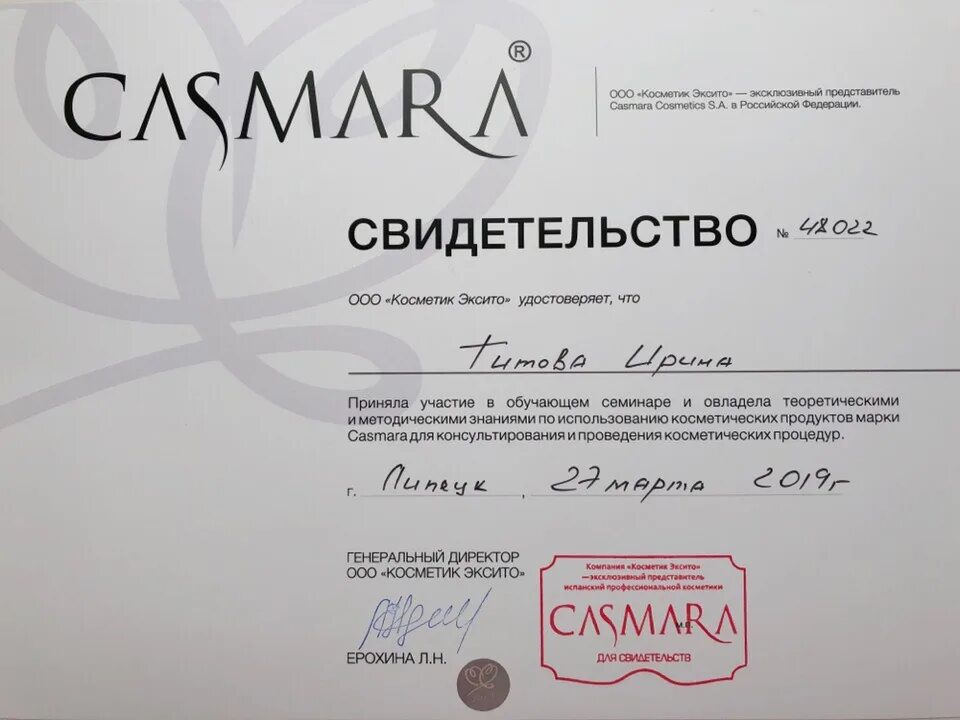 CASMARA®
ООО «Косметик Эксито» — эксклюзивный представитель
Casmara Cosmetics S.A. в Российской Федерации.
СВИДЕТЕЛЬСТВО № 48022
ООО «Косметик Эксито» удостоверяет, что
Титова Ирина
Приняла участие в обучающем семинаре и овладела теоретическими
и методическими знаниями по использованию косметических продуктов марки
Casmara для консультирования и проведения косметических процедур.
г. Липецк, 27 марта 2019г
ГЕНЕРАЛЬНЫЙ ДИРЕКТОР
ООО «КОСМЕТИК ЭКСИТО»
ЕРОХИНА Л.Н.
Компания «Косметик Эксито»
—эксклюзивный представитель
испанской профессиональной косметики
CASMARA
М.П.
ДЛЯ СВИДЕТЕЛЬСТВ